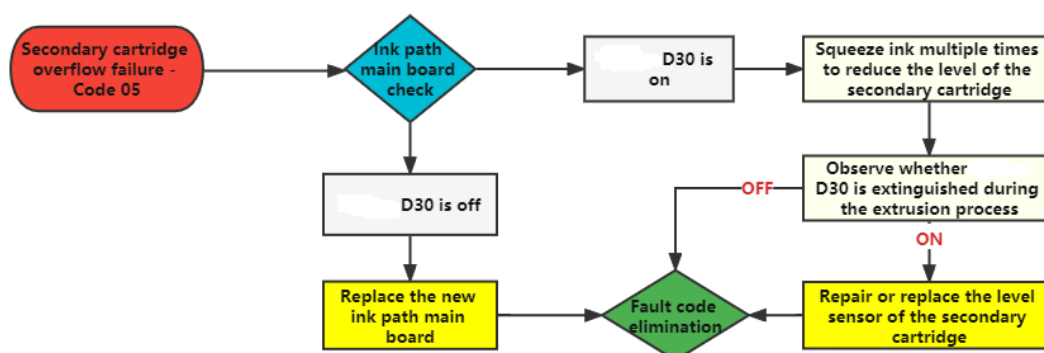 Secondary cartridge
overflow failure -
Code 05
Ink path
main board
check
D30 is
on
Squeeze ink multiple times
to reduce the level of the
secondary cartridge
D30 is off
Observe whether
D30 is extinguished during
the extrusion process
OFF
ON
Replace the new
ink path main
board
Fault code
elimination
Repair or replace the level
sensor of the secondary
cartridge